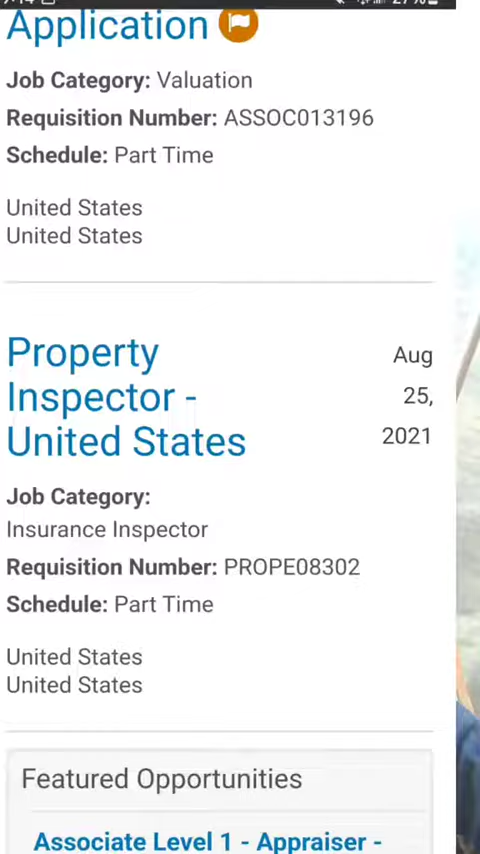 Application
Job Category: Valuation
Requisition Number: ASSOC013196
Schedule: Part Time
United States
United States
Property
Inspector -
United States
Aug
25,
2021
Job Category:
Insurance Inspector
Requisition Number: PROPE08302
Schedule: Part Time
United States
United States
Featured Opportunities
Associate Level 1 - Appraiser -